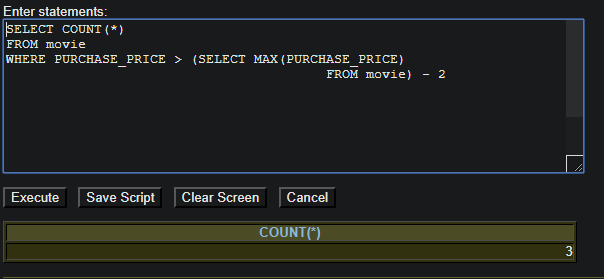 Enter statements:
SELECT COUNT(*)
FROM movie
WHERE PURCHASE_PRICE > (SELECT MAX(PURCHASE_PRICE)
FROM movie) - 2
Execute Save Script Clear Screen Cancel
COUNT(*)
3